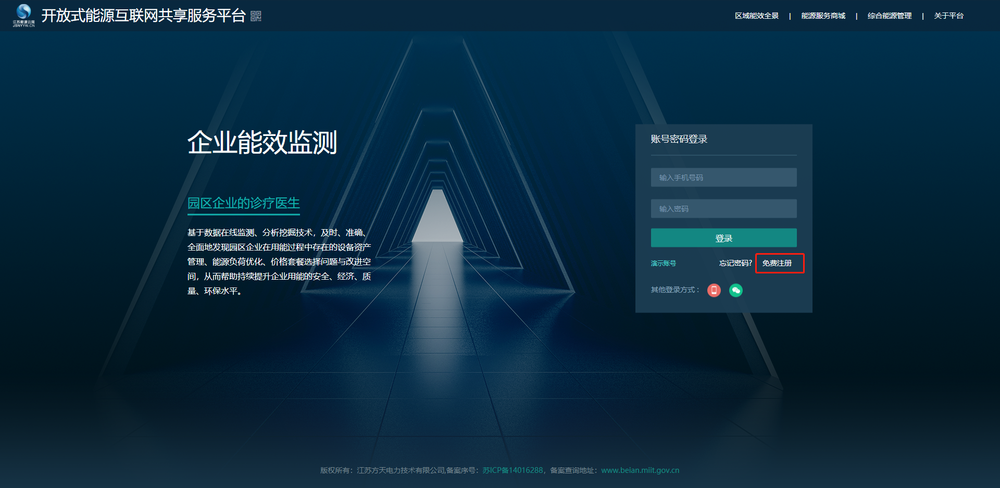 江苏能源云网
JSNYYW.CN
开放式能源互联网共享服务平台
区域能效全景 | 能源服务商城 | 综合能源管理 | 关于平台
企业能效监测
园区企业的诊疗医生
基于数据在线监测、分析挖掘技术，及时、准确、
全面地发现园区企业在用能过程中存在的设备资产
管理、能源负荷优化、价格套餐选择问题与改进空
间，从而帮助持续提升企业用能的安全、经济、质
量、环保水平。
账号密码登录
输入手机号码
输入密码
登录
演示账号 忘记密码? 免费注册
其他登录方式：
版权所有：江苏方天电力技术有限公司,备案序号：苏ICP备14016288，备案查询地址：www.beian.miit.gov.cn